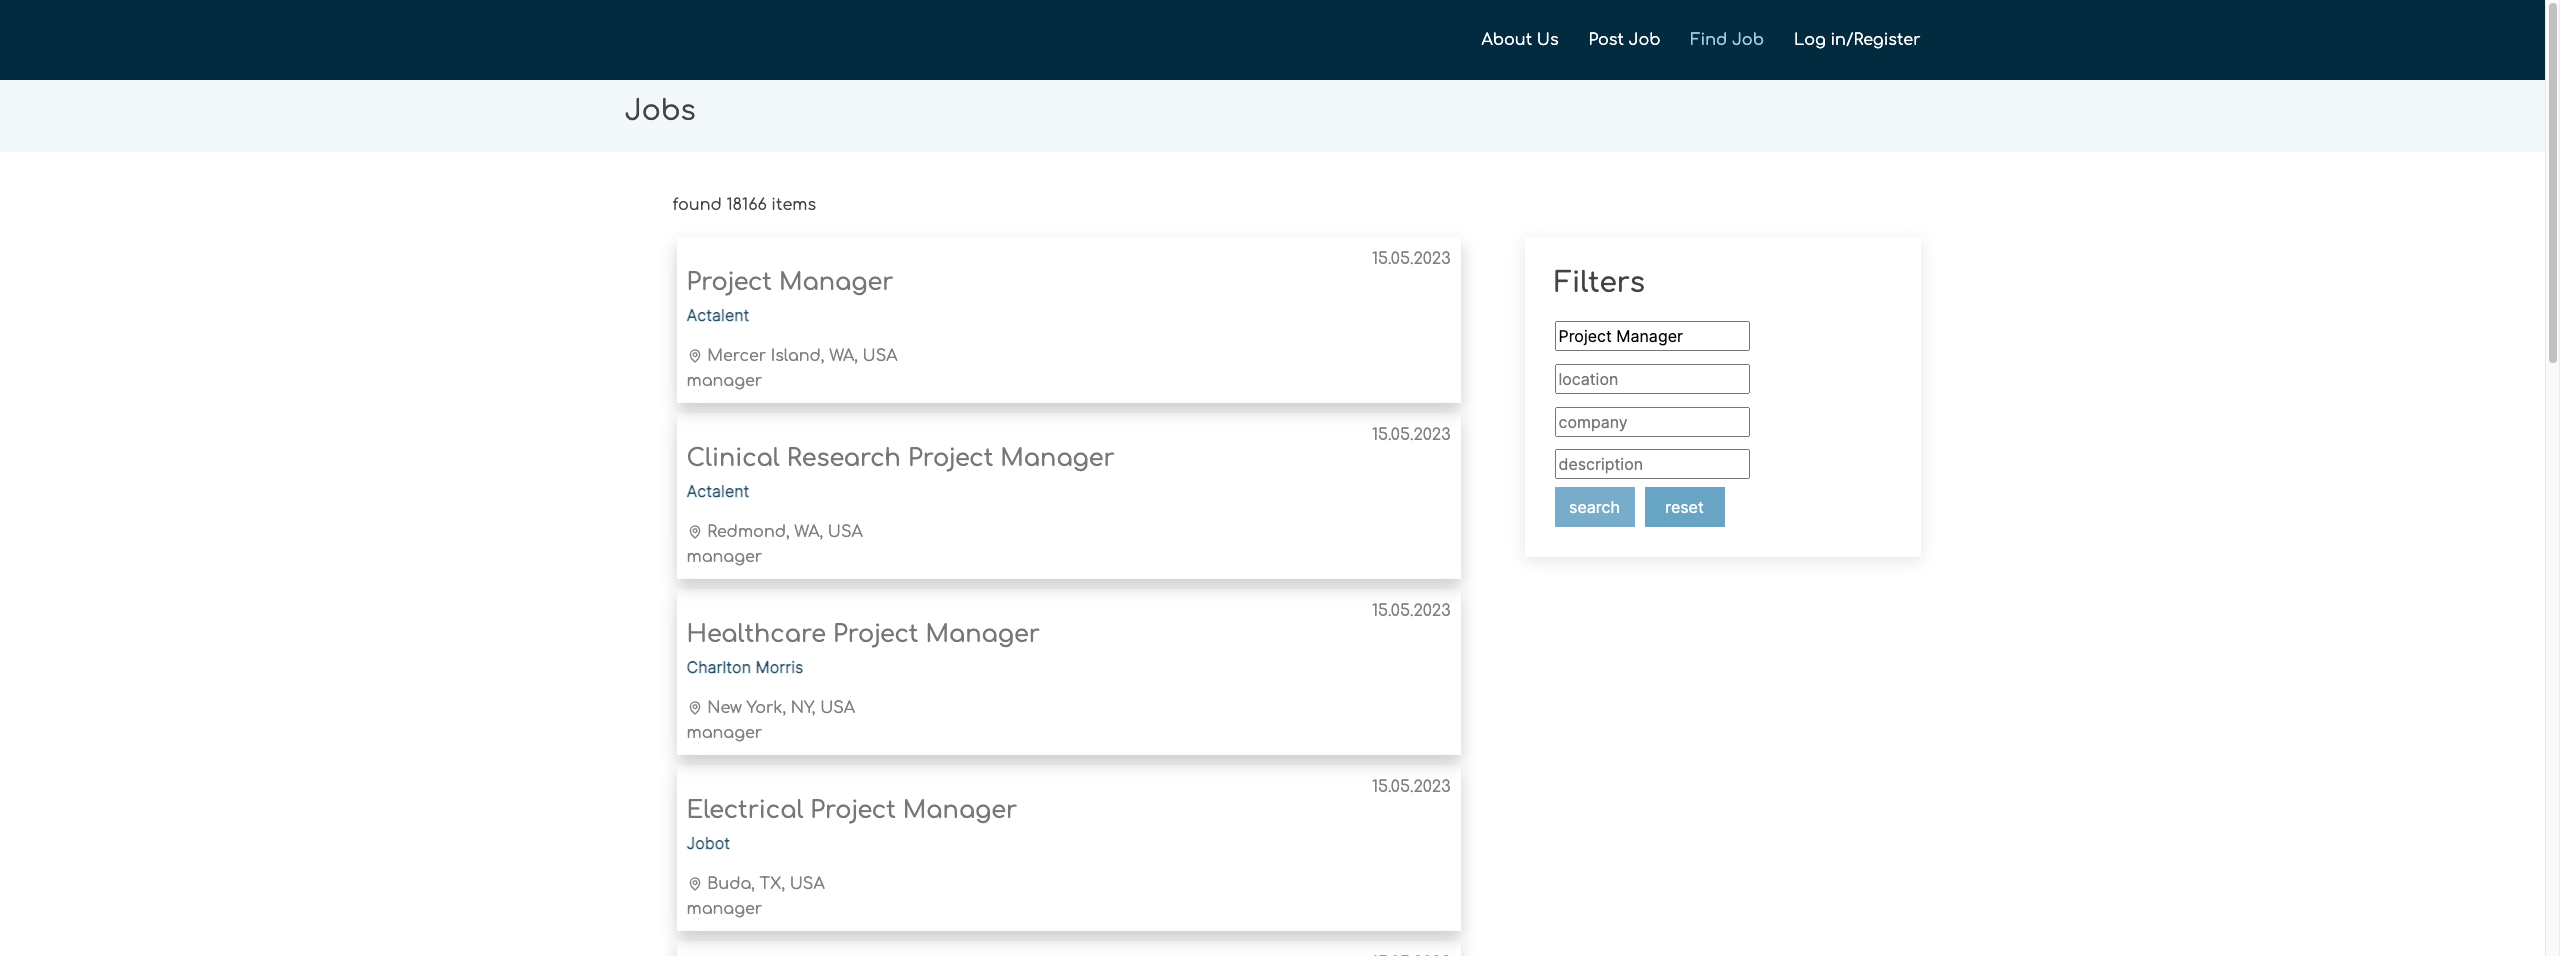 About Us Post Job Find Job Log in/Register
Jobs
found 18166 items
15.05.2023
Project Manager
Actalent
Mercer Island, WA, USA
manager
15.05.2023
Clinical Research Project Manager
Actalent
Redmond, WA, USA
manager
15.05.2023
Healthcare Project Manager
Charlton Morris
New York, NY, USA
manager
15.05.2023
Electrical Project Manager
Jobot
Buda, TX, USA
manager
Filters
Project Manager
location
company
description
search reset